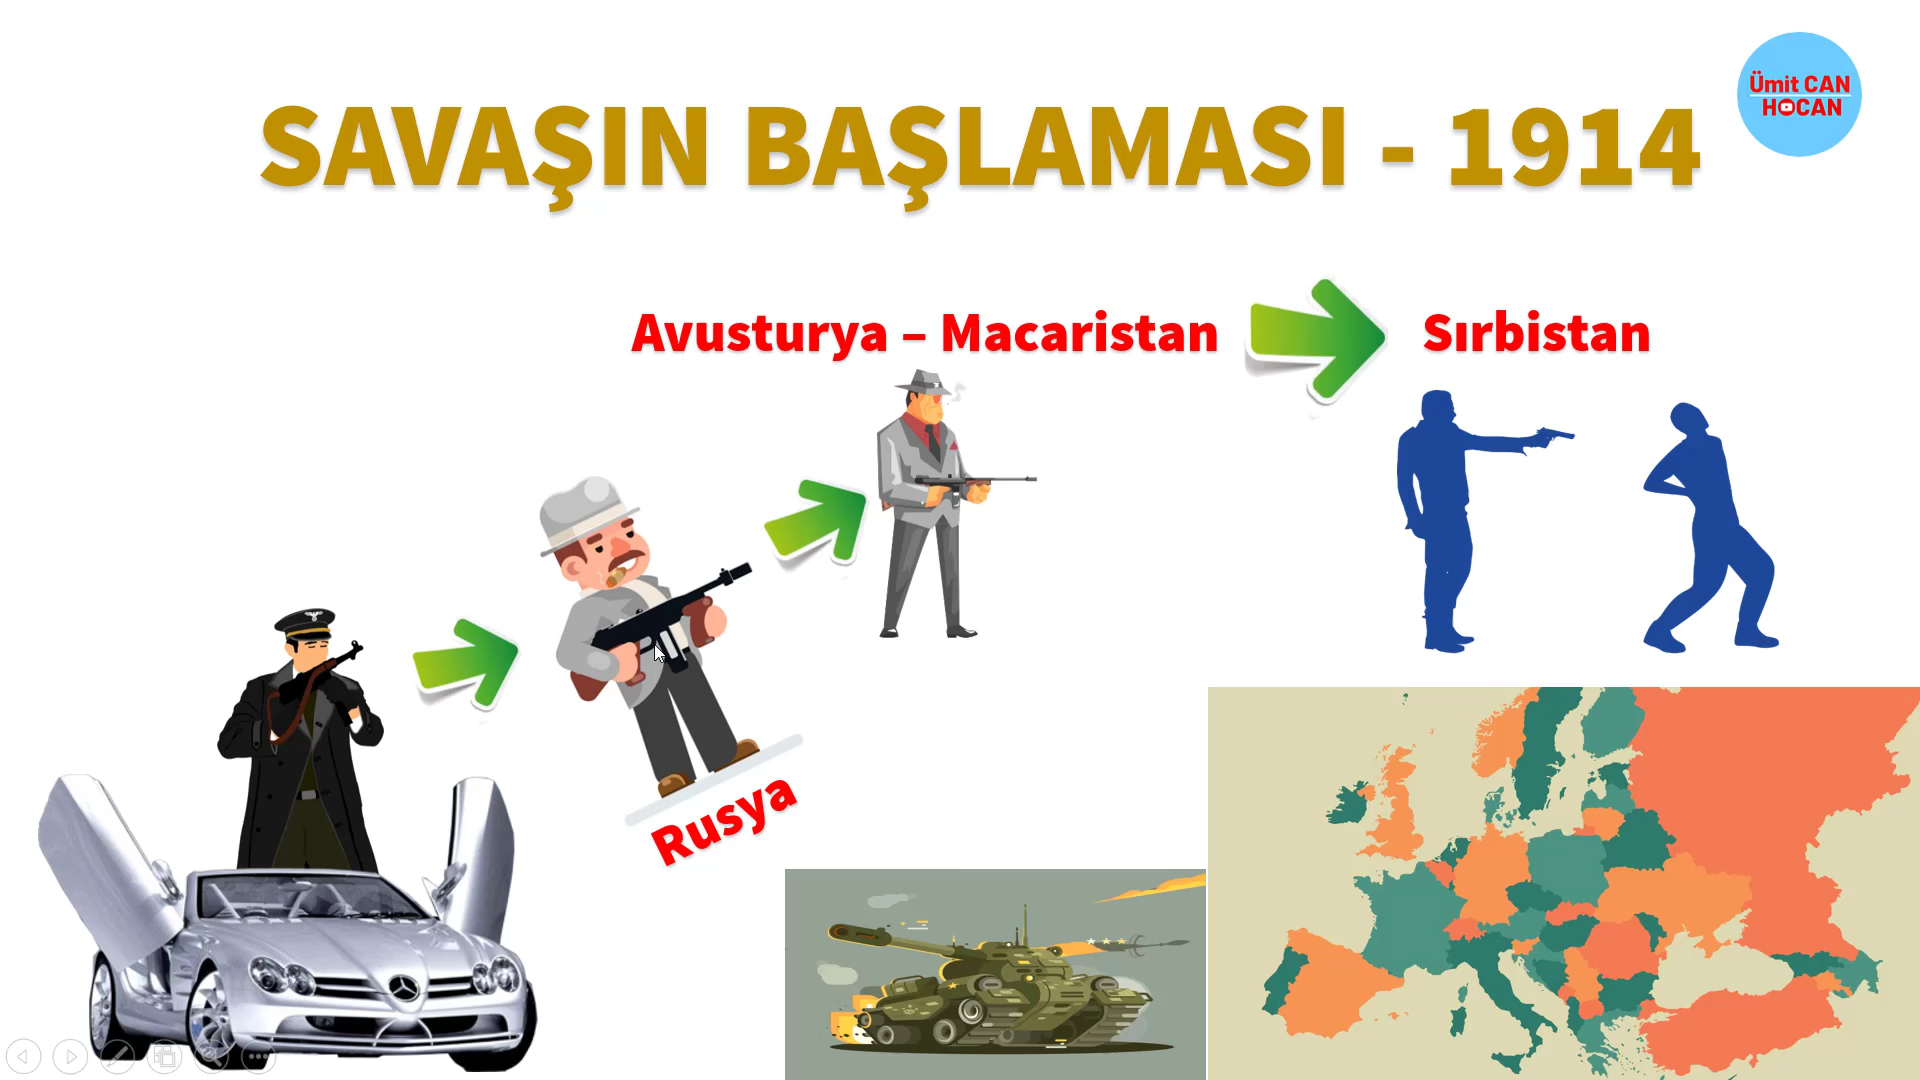 Ümit CAN
HOCAN
SAVAŞIN BAŞLAMASI - 1914
Avusturya – Macaristan
Sırbistan
Rusya